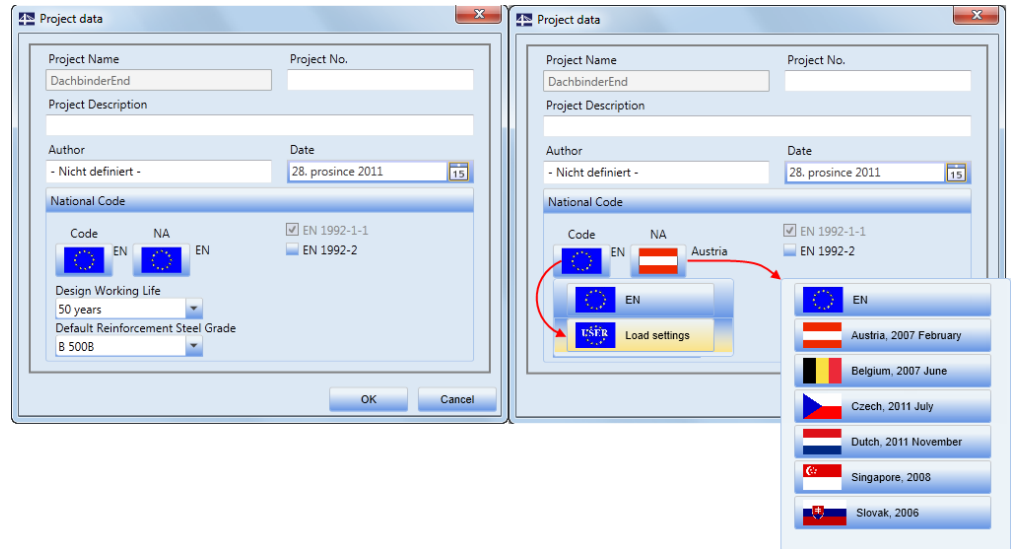 Project data
Project Name
Project No.
DachbinderEnd
Project Description
Author
Date
- Nicht definiert -
28. prosince 2011
15
National Code
Code
NA
EN 1992-1-1
EN
EN
EN 1992-2
Design Working Life
50 years
Default Reinforcement Steel Grade
B 500B
OK
Cancel
Project data
Project Name
Project No.
DachbinderEnd
Project Description
Author
Date
- Nicht definiert -
28. prosince 2011
15
National Code
Code
NA
EN 1992-1-1
EN
Austria
EN 1992-2
EN
USER
Load settings
EN
Austria, 2007 February
Belgium, 2007 June
Czech, 2011 July
Dutch, 2011 November
Singapore, 2008
Slovak, 2006